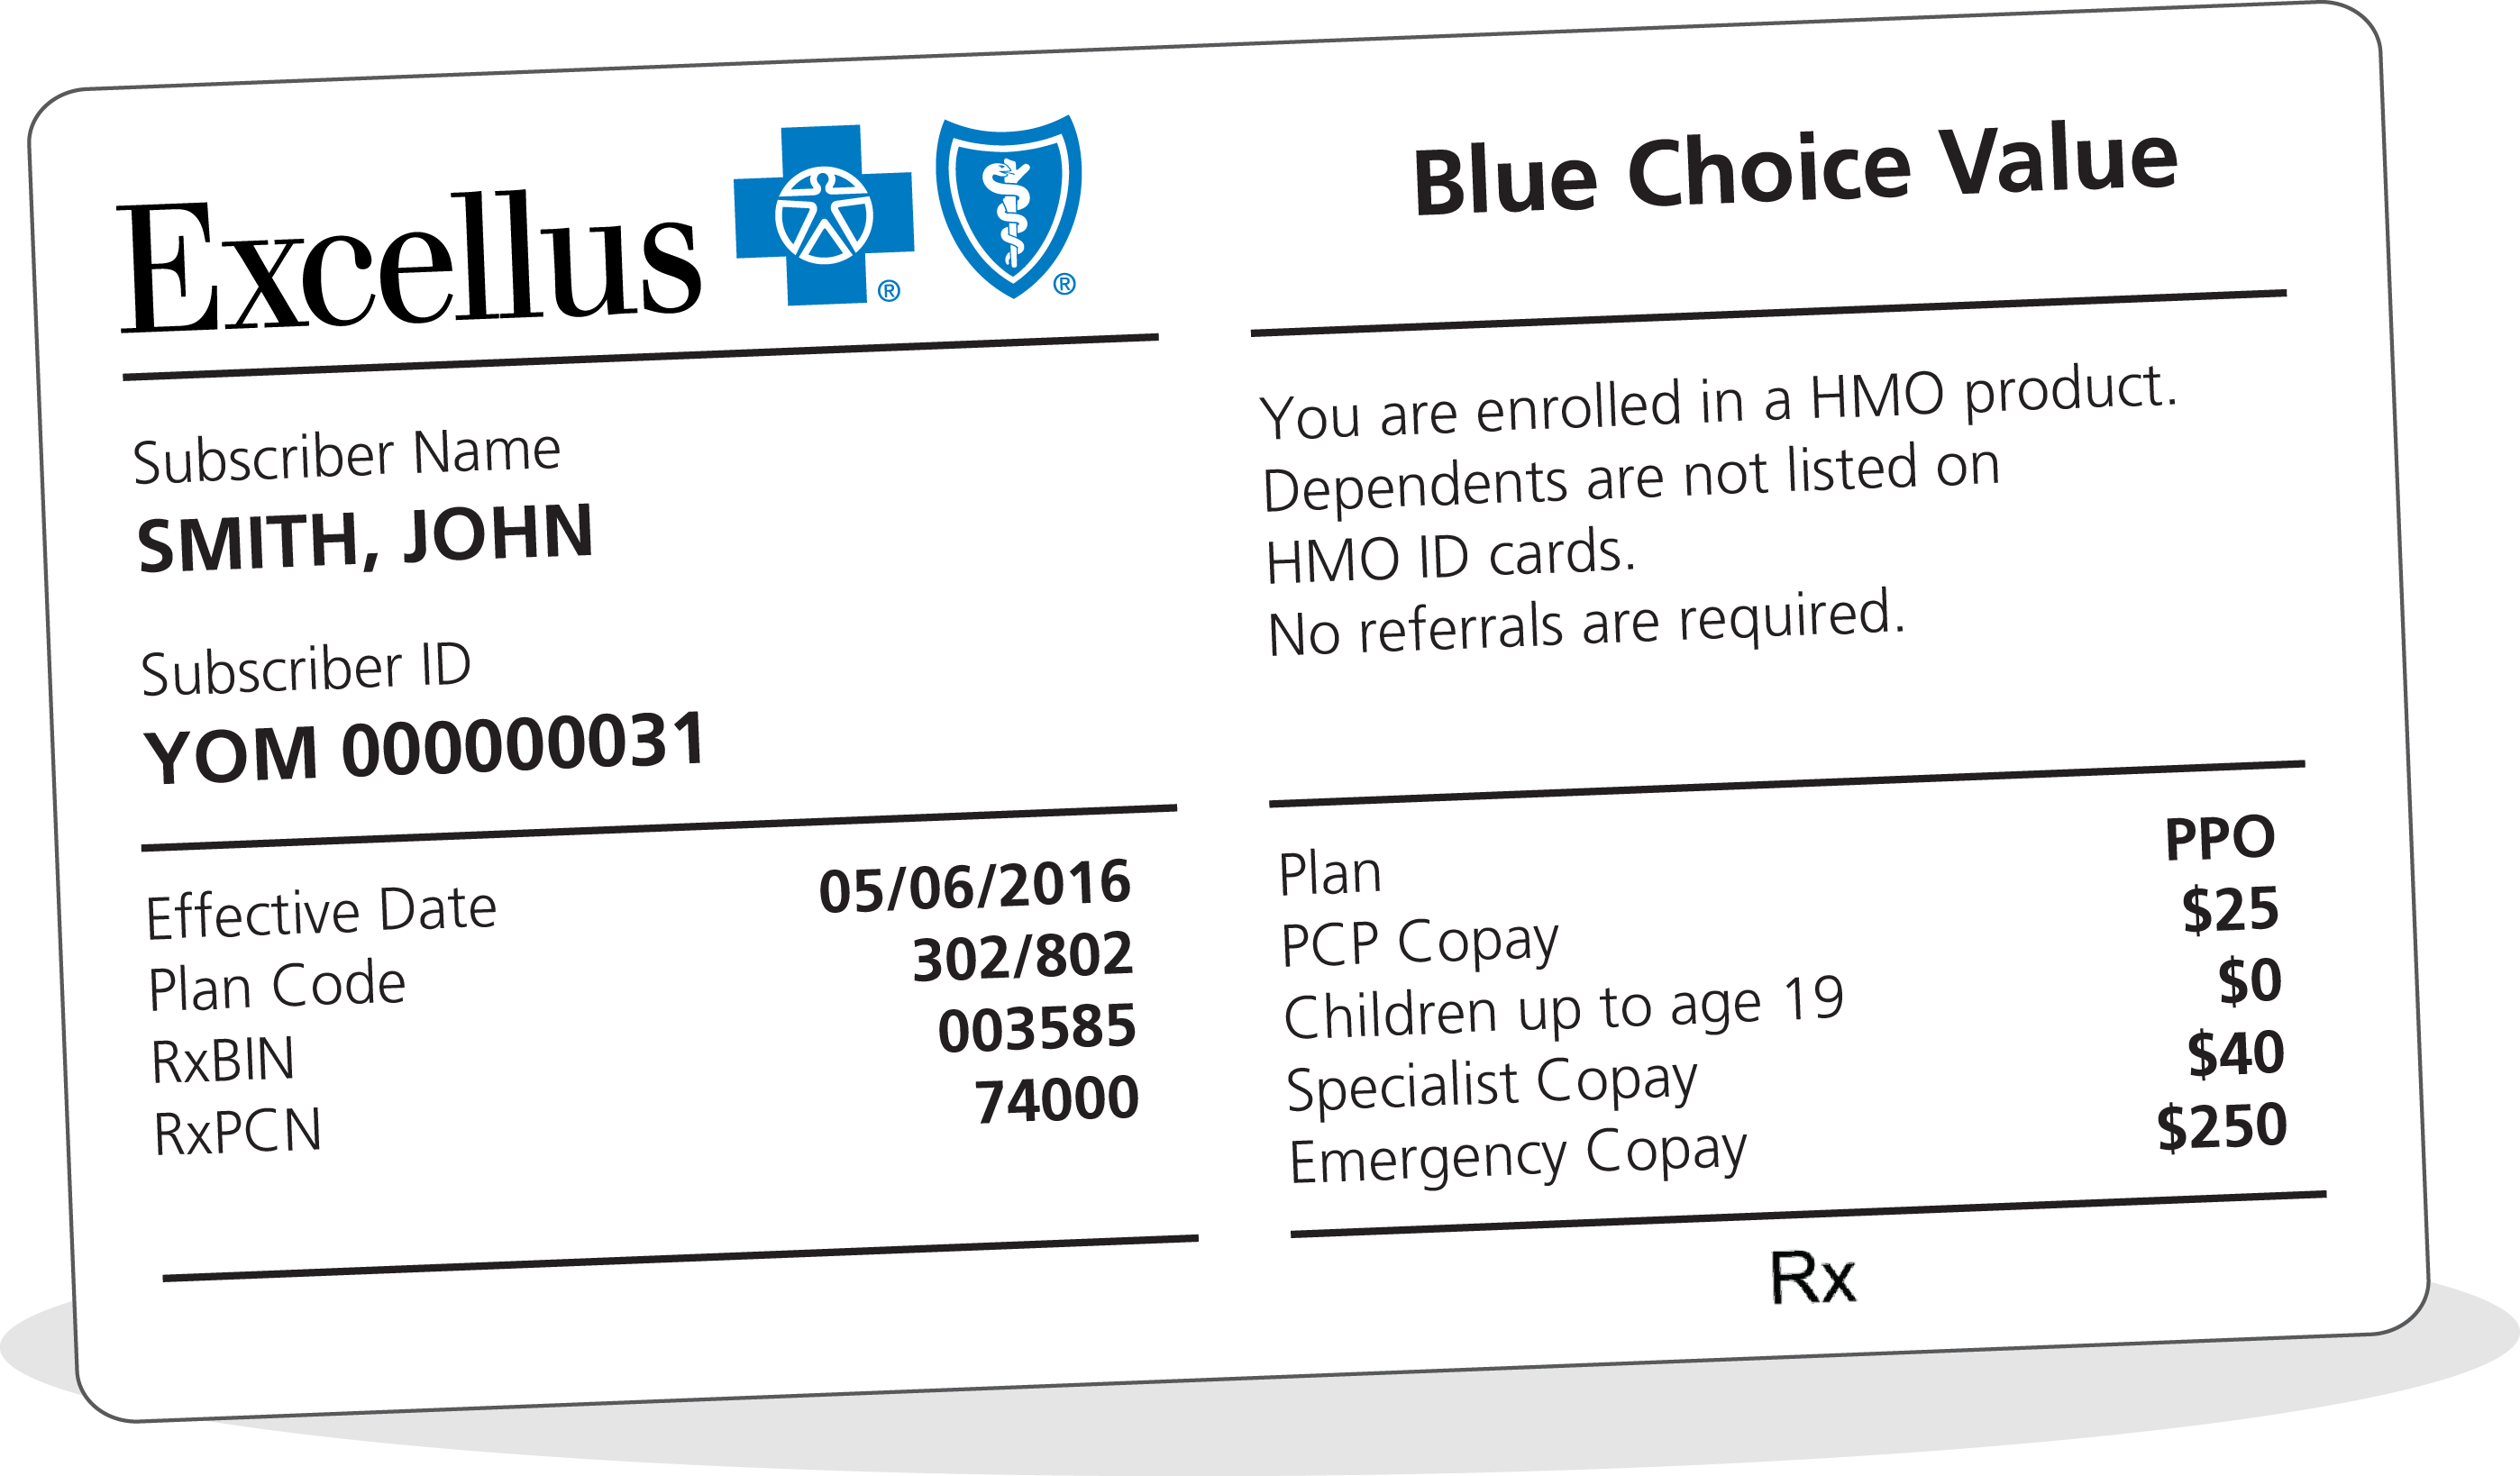 Excellus ® ®
Blue Choice Value
Subscriber Name
SMITH, JOHN
Subscriber ID
YOM 000000031
You are enrolled in a HMO product.
Dependents are not listed on
HMO ID cards.
No referrals are required.
Effective Date 05/06/2016
Plan Code 302/802
RxBIN 003585
RxPCN 74000
Plan PPO
PCP Copay $25
Children up to age 19 $0
Specialist Copay $40
Emergency Copay $250
Rx